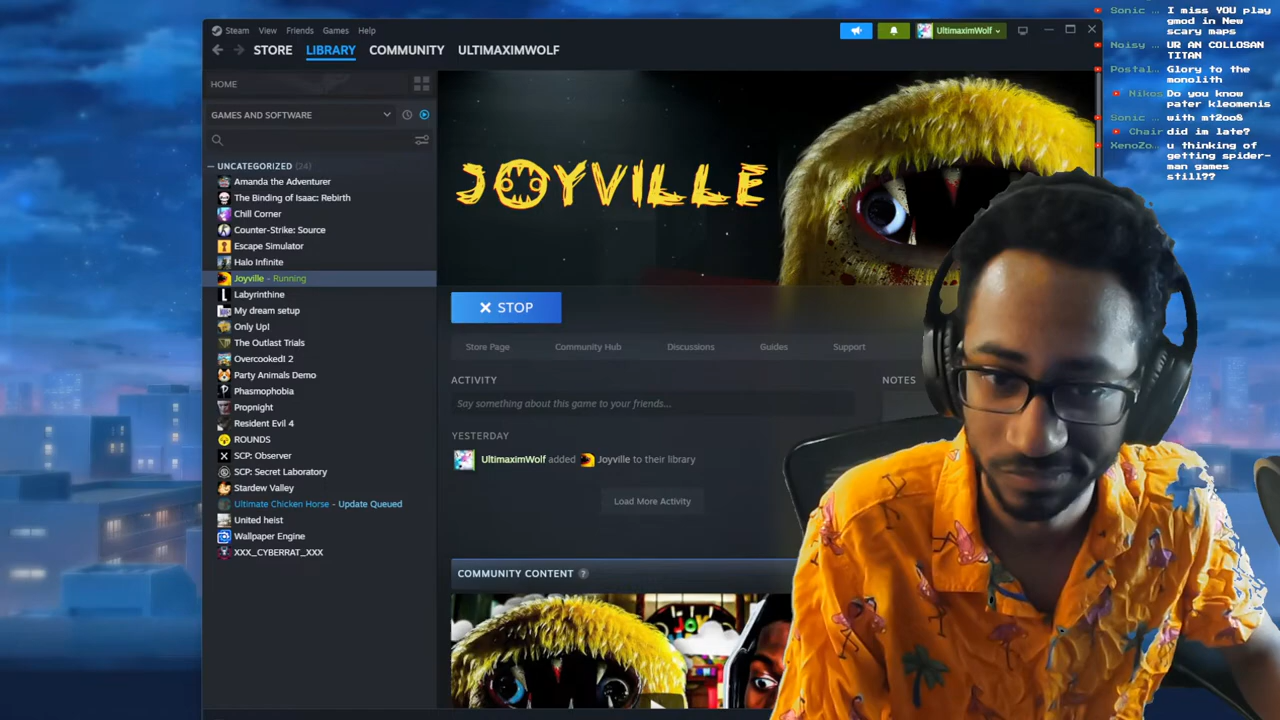 Steam View Friends Games Help
UltimaximWolf
STORE LIBRARY COMMUNITY ULTIMAXIMWOLF
HOME
GAMES AND SOFTWARE
UNCATEGORIZED (24)
Amanda the Adventurer
The Binding of Isaac: Rebirth
Chill Corner
Counter-Strike: Source
Escape Simulator
Halo Infinite
Joyville - Running
Labyrinthine
My dream setup
Only Up!
The Outlast Trials
Overcooked! 2
Party Animals Demo
Phasmophobia
Propnight
Resident Evil 4
ROUNDS
SCP: Observer
SCP: Secret Laboratory
Stardew Valley
Ultimate Chicken Horse - Update Queued
United heist
Wallpaper Engine
XXX_CYBERRAT_XXX
JOYVILLE
STOP
Store Page Community Hub Discussions Guides Support
ACTIVITY
NOTES
Say something about this game to your friends...
YESTERDAY
UltimaximWolf added Joyville to their library
Load More Activity
COMMUNITY CONTENT ?
Sonic … I miss YOU play
gmod in New
scary maps
Noisy … UR AN COLLOSAN
TITAN
Postal… Glory to the
monolith
Nikos Do you know
pater kleomenis
Sonic … with mt2oo8
Chair did im late?
XenoZo… u thinking of
getting spider-
man games
still??